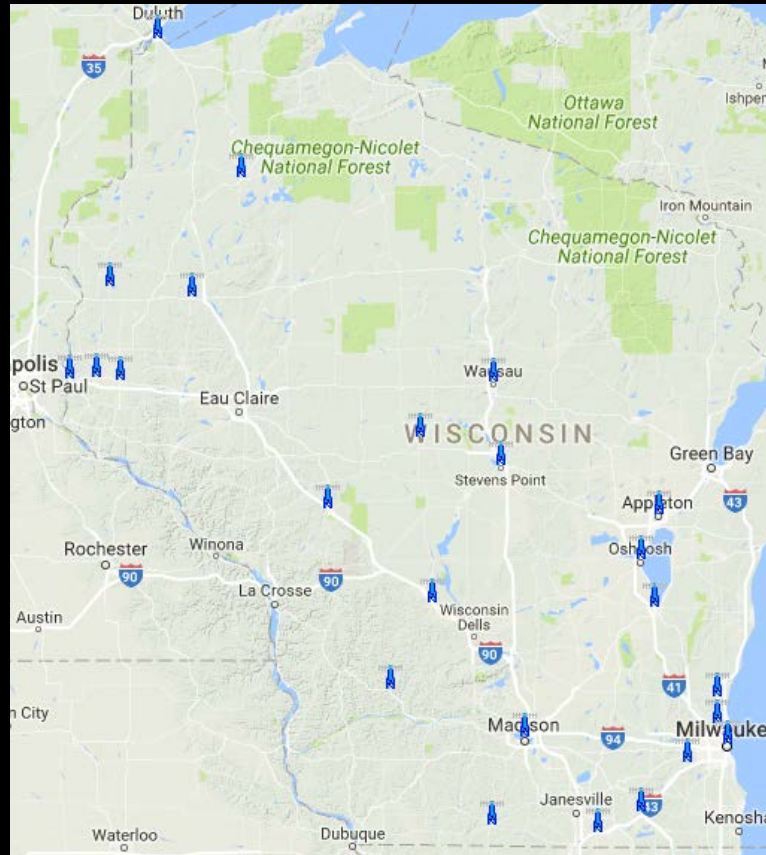 Duluth
35
Ottawa
National Forest
Ishpem
Chequamegon-Nicolet
National Forest
Iron Mountain
Chequamegon-Nicolet
National Forest
polis
St Paul
Wausau
Eau Claire
gton
WISCONSIN
Green Bay
Stevens Point
Appleton
43
Rochester
Winona
Oshkosh
90
90
La Crosse
Austin
Wisconsin
Dells
90
41
n City
Madison
94
Milwauke
Janesville
43
Kenosha
Waterloo
Dubuque